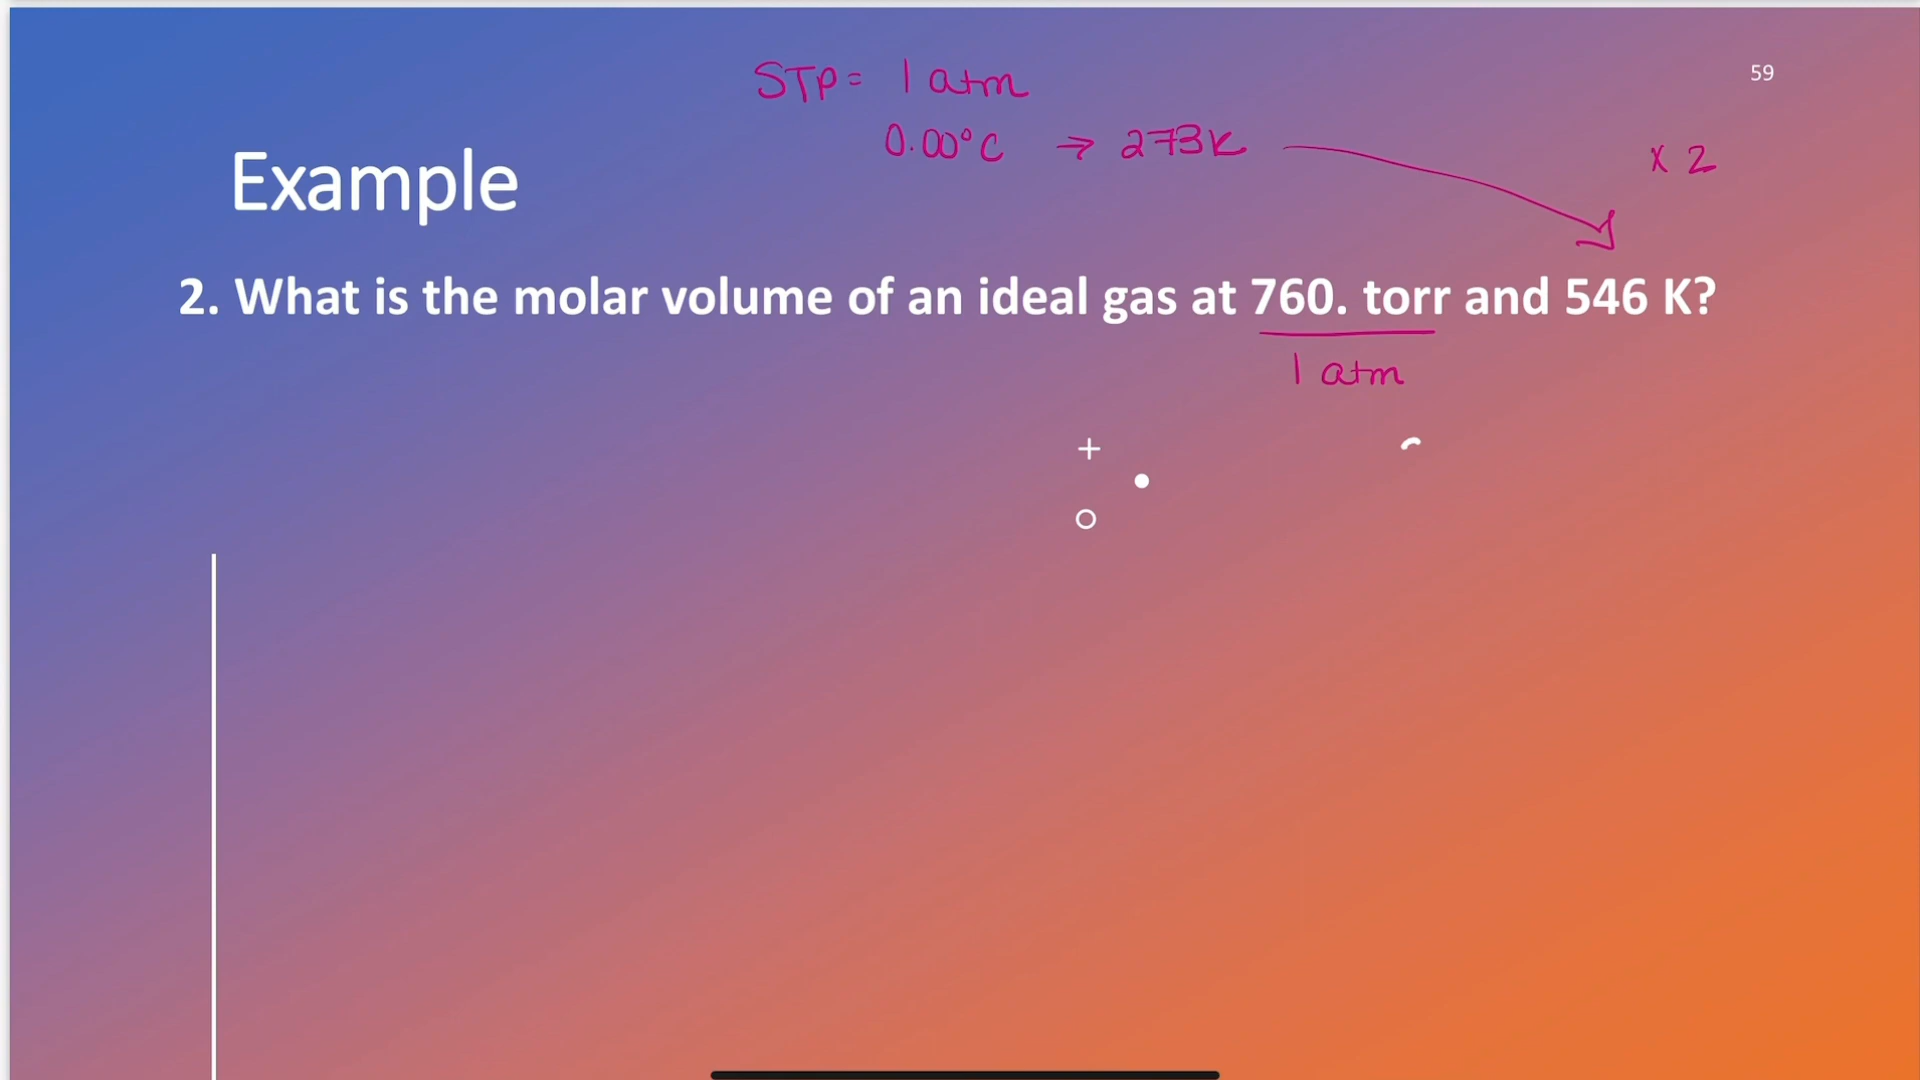 STP = 1 atm
59
0.00°C → 273K
x 2
Example
2. What is the molar volume of an ideal gas at 760. torr and 546 K?
1 atm